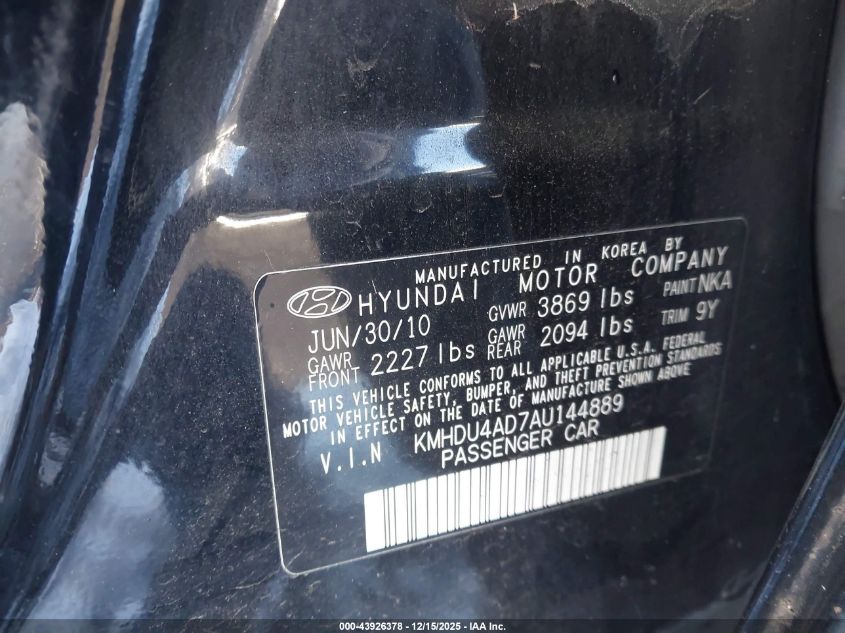 MANUFACTURED IN KOREA BY
HYUNDAI MOTOR COMPANY
JUN/30/10 GVWR 3869 lbs PAINT NKA
GAWR FRONT 2227 lbs GAWR REAR 2094 lbs TRIM 9Y
THIS VEHICLE CONFORMS TO ALL APPLICABLE U.S.A. FEDERAL
MOTOR VEHICLE SAFETY, BUMPER, AND THEFT PREVENTION STANDARDS
IN EFFECT ON THE DATE OF MANUFACTURE SHOWN ABOVE
V.I.N KMHDU4AD7AU144889
PASSENGER CAR
000-43926378 - 12/15/2025 - IAA Inc.